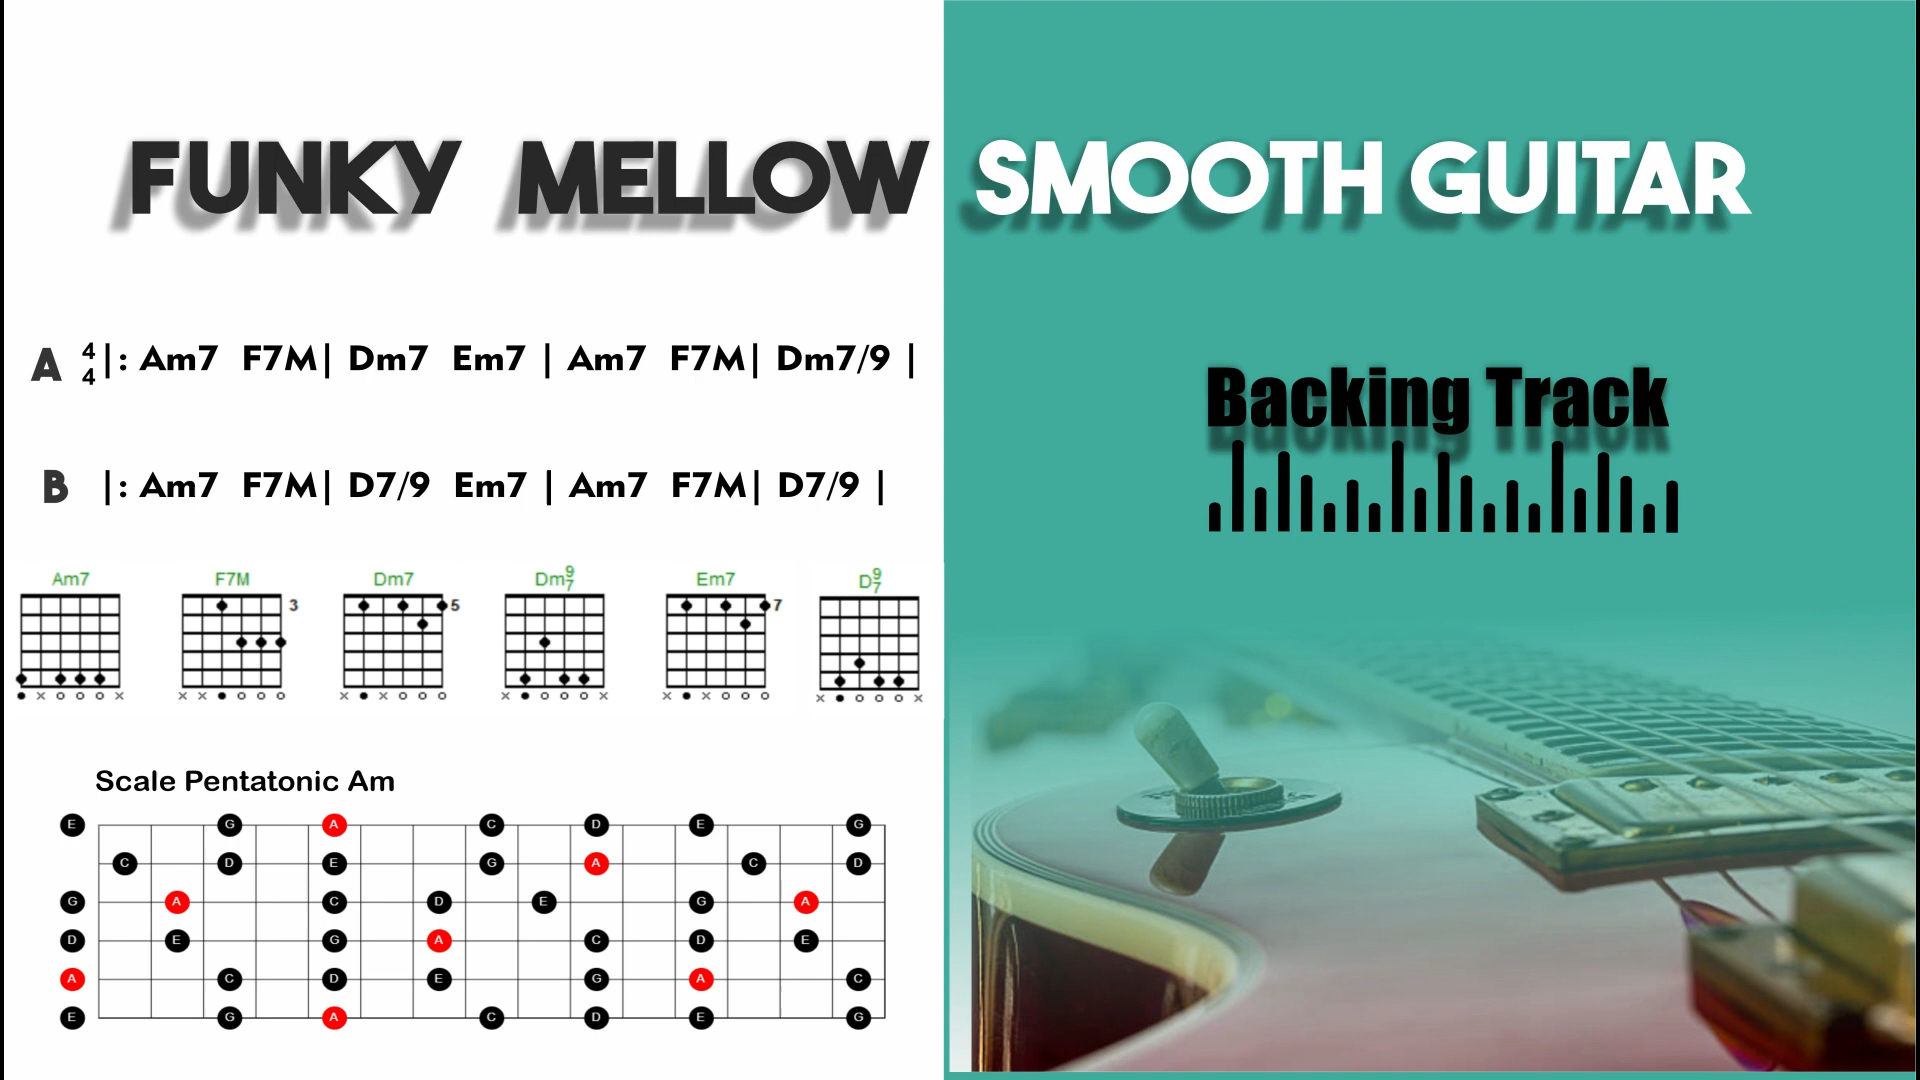 FUNKY MELLOW SMOOTH GUITAR
A 4/4 |: Am7 F7M| Dm7 Em7 | Am7 F7M| Dm7/9 |
Backing Track
B |: Am7 F7M| D7/9 Em7 | Am7 F7M| D7/9 |
Am7 F7M Dm7 Dm9/7 Em7 D9/7
3 5 7
x o o o x x x o o o x x o o o x o o o x x x o o o x o o o x
Scale Pentatonic Am
E G A C D E G
C D E G A C D
G A C D E G A
D E G A C D E
A C D E G A C
E G A C D E G